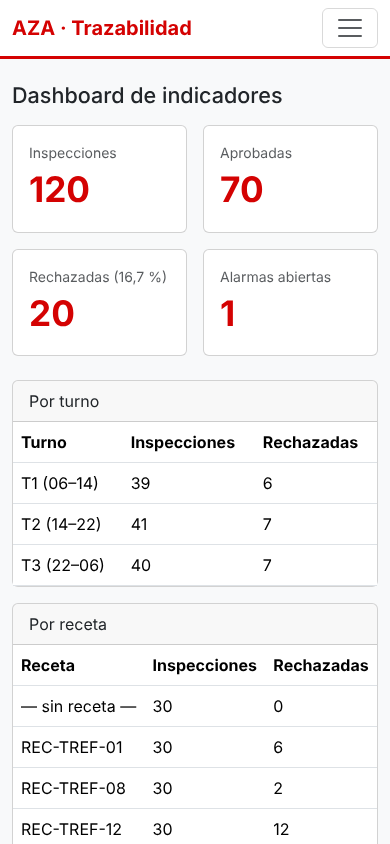 AZA · Trazabilidad
Dashboard de indicadores
Inspecciones
120
Aprobadas
70
Rechazadas (16,7 %)
20
Alarmas abiertas
1
Por turno
Turno Inspecciones Rechazadas
T1 (06–14) 39 6
T2 (14–22) 41 7
T3 (22–06) 40 7
Por receta
Receta Inspecciones Rechazadas
— sin receta — 30 0
REC-TREF-01 30 6
REC-TREF-08 30 2
REC-TREF-12 30 12